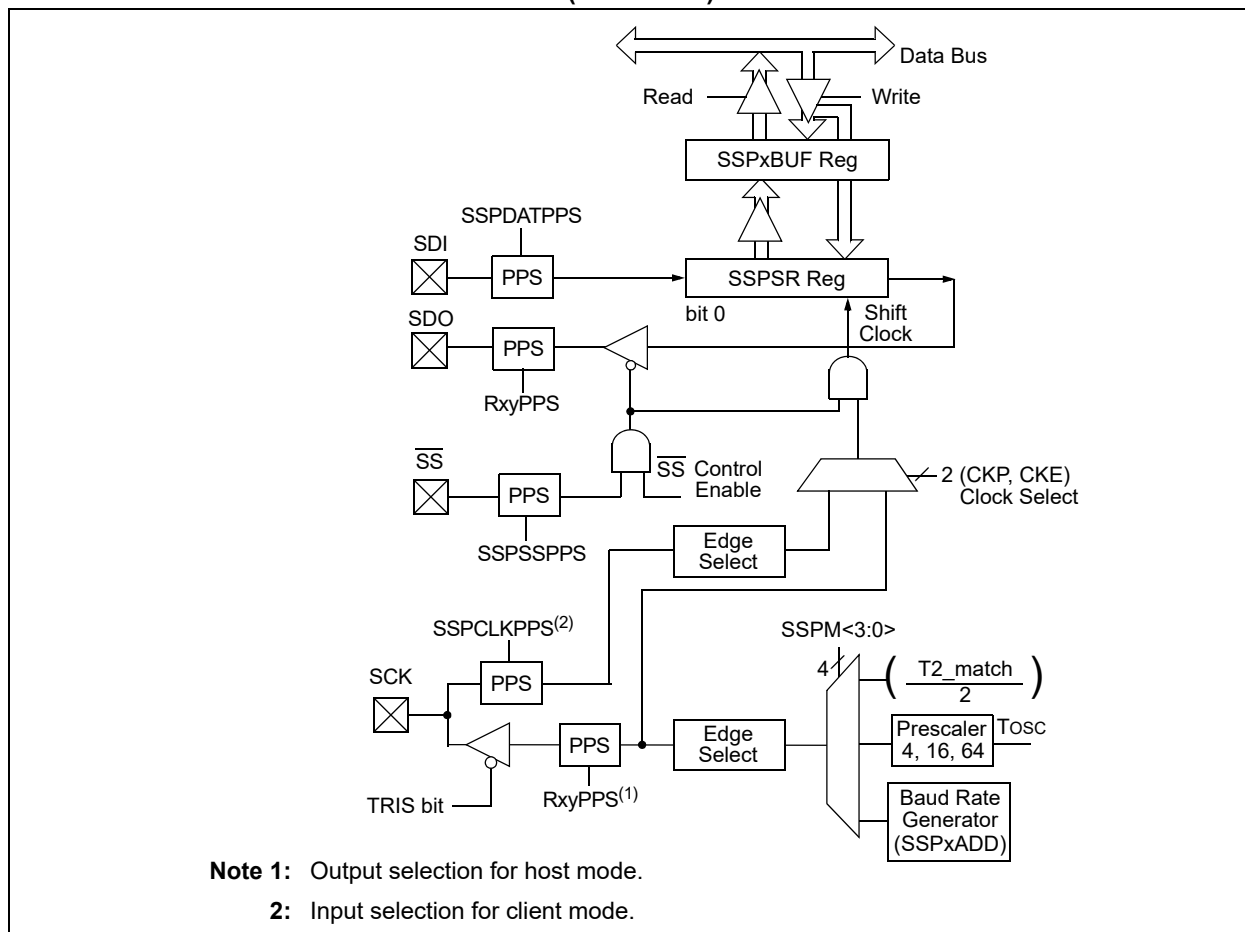 Data Bus
Read
Write
SSPxBUF Reg
SSPDATPPS
SDI
PPS
SSPSR Reg
bit 0
Shift
Clock
SDO
PPS
RxyPPS
SS
PPS
SS Control
Enable
2 (CKP, CKE)
Clock Select
SSPSSPPS
Edge
Select
SSPCLKPPS(2)
SSPM<3:0>
4
SCK
PPS
( T2_match
2 )
PPS
Edge
Select
Prescaler
4, 16, 64
TOSC
TRIS bit
RxyPPS(1)
Baud Rate
Generator
(SSPxADD)
Note 1: Output selection for host mode.
2: Input selection for client mode.